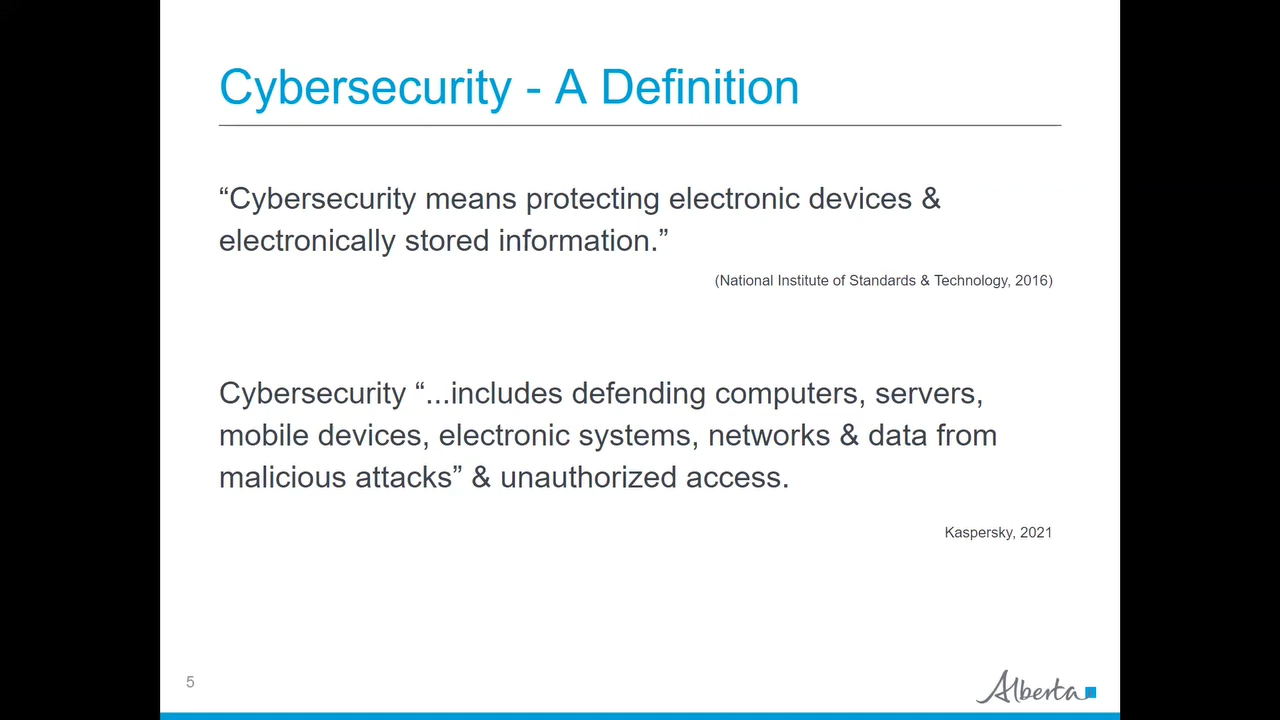 Cybersecurity - A Definition
“Cybersecurity means protecting electronic devices &
electronically stored information.”
(National Institute of Standards & Technology, 2016)
Cybersecurity “...includes defending computers, servers,
mobile devices, electronic systems, networks & data from
malicious attacks” & unauthorized access.
Kaspersky, 2021
5
Alberta